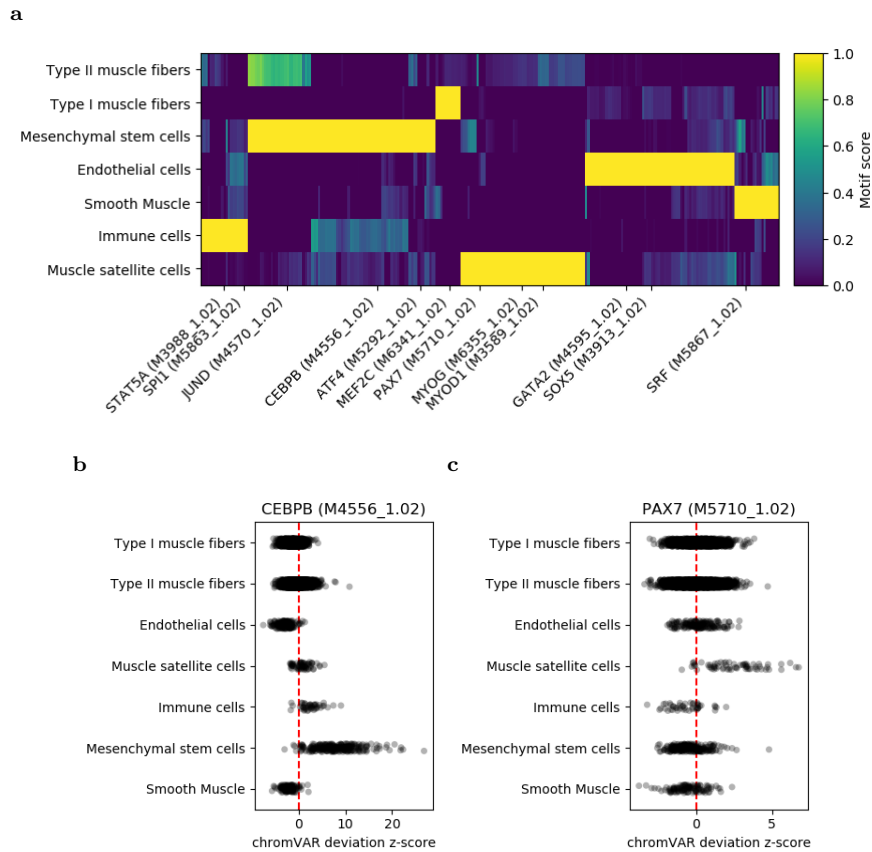 a
Type II muscle fibers
Type I muscle fibers
Mesenchymal stem cells
Endothelial cells
Smooth Muscle
Immune cells
Muscle satellite cells
STAT5A (M3988_1.02)
SPI1 (M5863_1.02)
JUND (M4570_1.02)
CEBPB (M4556_1.02)
ATF4 (M5292_1.02)
MEF2C (M6341_1.02)
PAX7 (M5710_1.02)
MYOG (M6355_1.02)
MYOD1 (M3589_1.02)
GATA2 (M4595_1.02)
SOX5 (M3913_1.02)
SRF (M5867_1.02)
1.0
0.8
0.6
0.4
0.2
0.0
Motif score
b
CEBPB (M4556_1.02)
Type I muscle fibers
Type II muscle fibers
Endothelial cells
Muscle satellite cells
Immune cells
Mesenchymal stem cells
Smooth Muscle
0 10 20
chromVAR deviation z-score
c
PAX7 (M5710_1.02)
Type I muscle fibers
Type II muscle fibers
Endothelial cells
Muscle satellite cells
Immune cells
Mesenchymal stem cells
Smooth Muscle
0 5
chromVAR deviation z-score